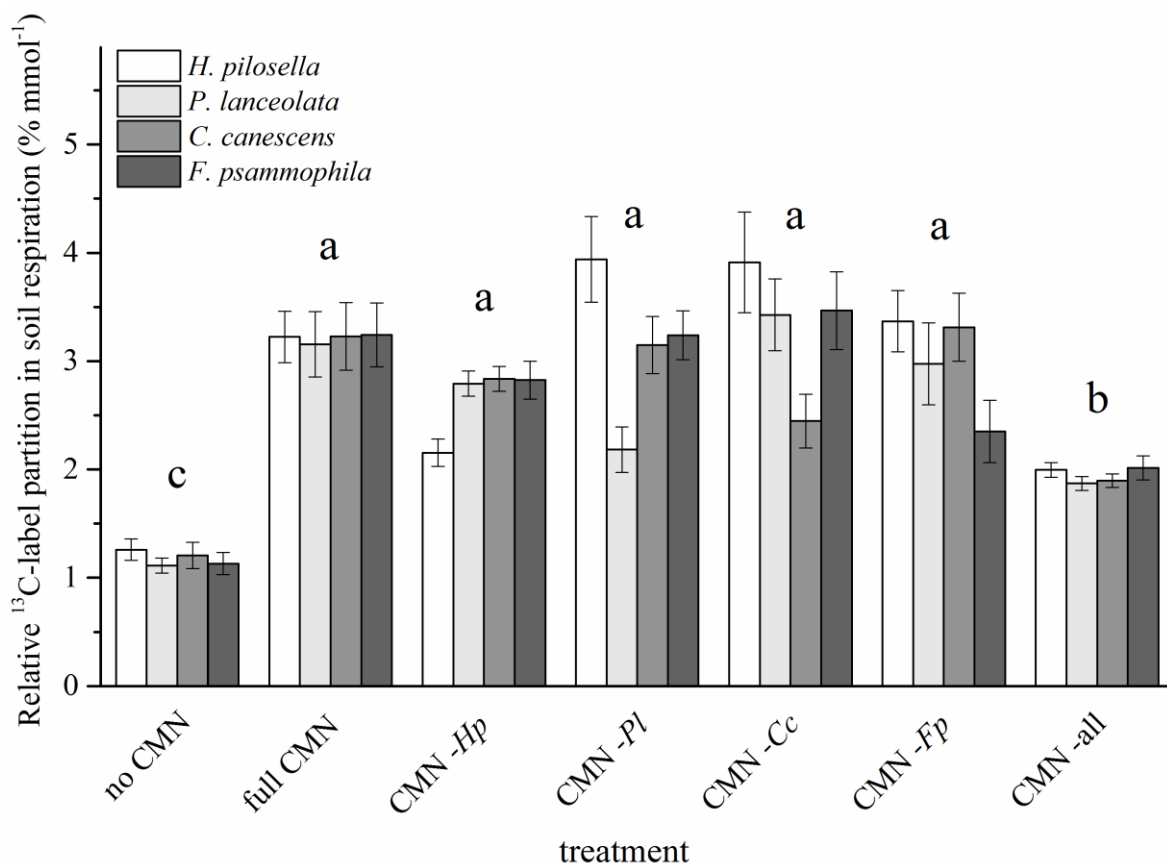 Relative ¹³C-label partition in soil respiration (% mmol⁻¹)
H. pilosella
P. lanceolata
C. canescens
F. psammophila
5
4
3
2
1
0
c
a
a
a
a
a
b
no CMN
full CMN
CMN -Hp
CMN -Pl
CMN -Cc
CMN -Fp
CMN -all
treatment